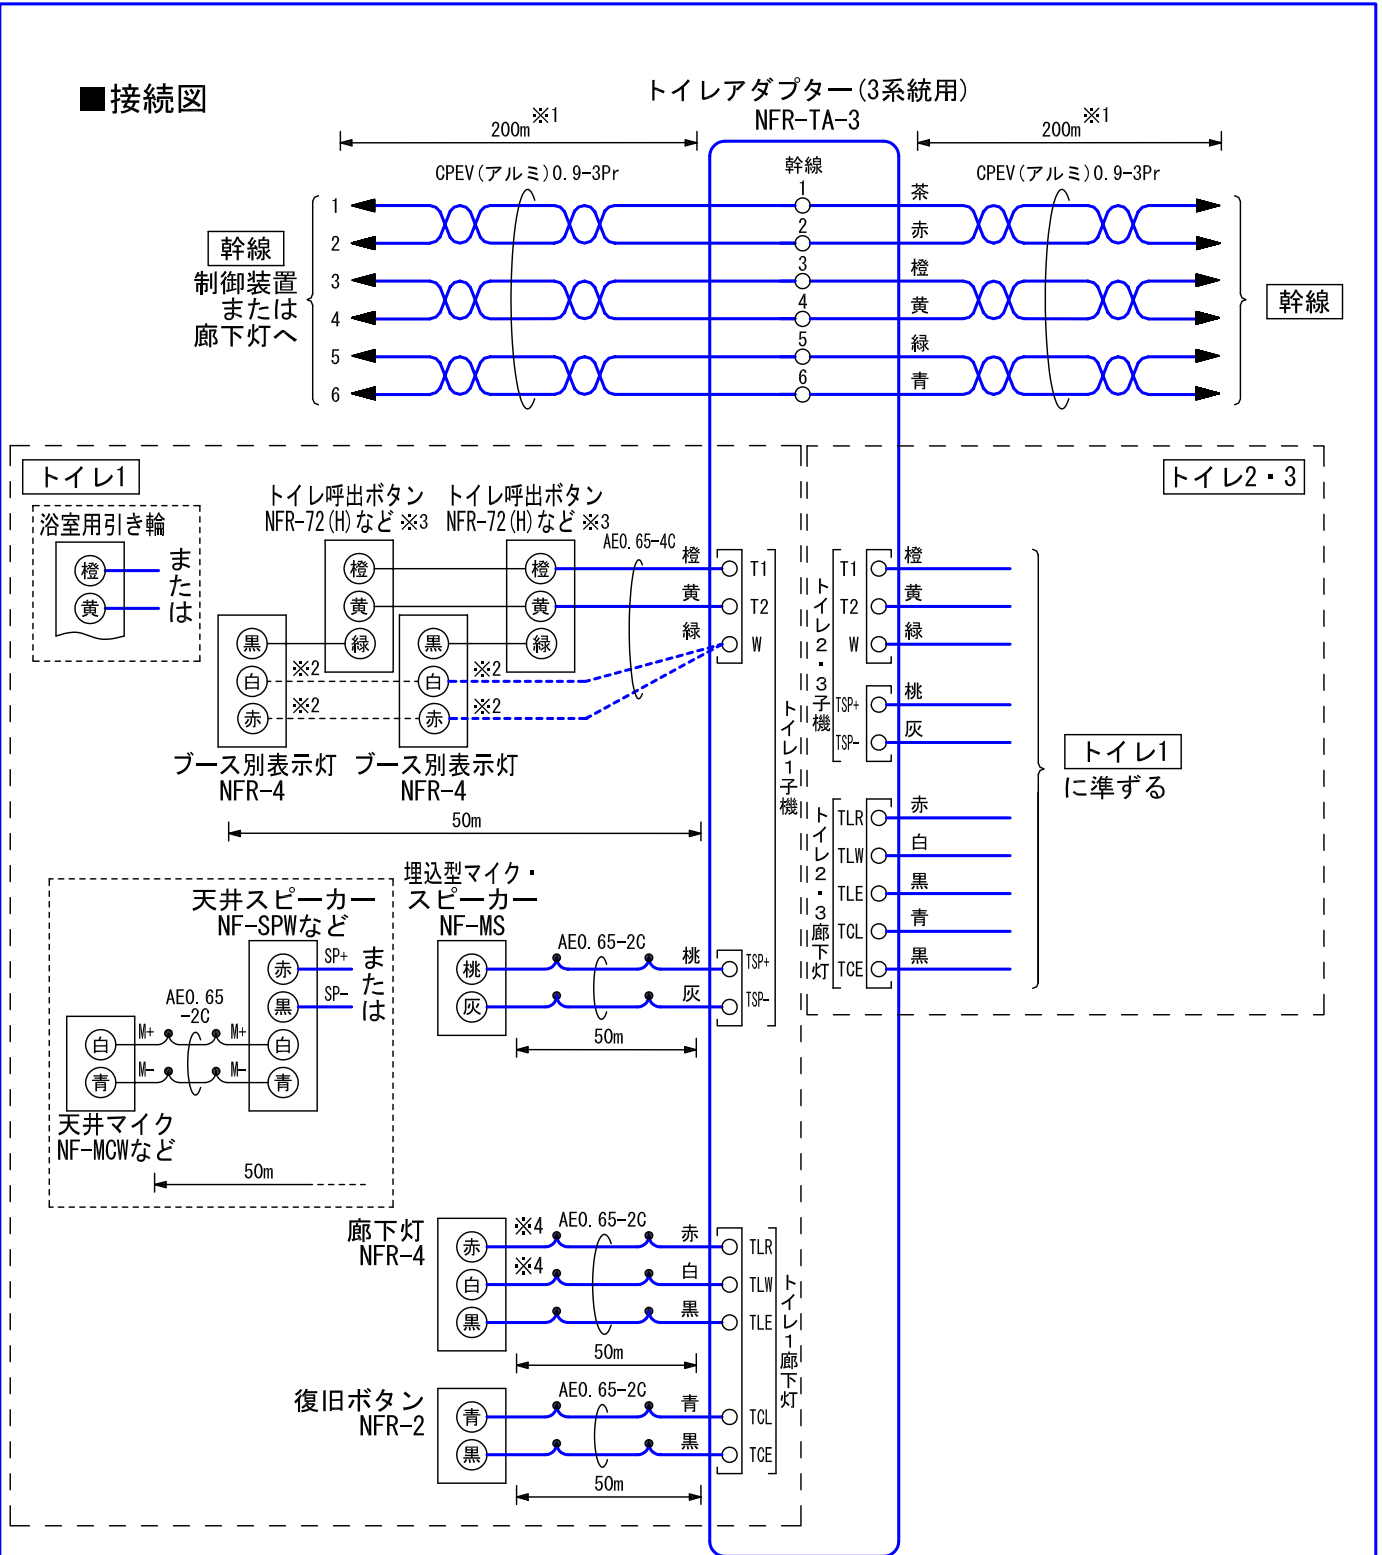 ■接続図
トイレアダプター(3系統用)
NFR-TA-3
200m※1
200m※1
CPEV(アルミ)0.9-3Pr
CPEV(アルミ)0.9-3Pr
幹線
1
2
3
4
5
6
茶
赤
橙
黄
緑
青
1
2
3
4
5
6
幹線
制御装置
または
廊下灯へ
幹線
トイレ1
浴室用引き輪
橙
黄
または
トイレ呼出ボタン
NFR-72(H)など※3
トイレ呼出ボタン
NFR-72(H)など※3
AE0.65-4C
橙
黄
緑
橙
黄
緑
橙
黄
緑
T1
T2
W
黒
白
赤
※2
※2
黒
白
赤
※2
※2
ブース別表示灯
NFR-4
ブース別表示灯
NFR-4
50m
トイレ1子機
天井スピーカー
NF-SPWなど
赤
黒
白
青
SP+
SP-
または
AE0.65
-2C
M+
M+
M-
M-
白
青
天井マイク
NF-MCWなど
50m
埋込型マイク・
スピーカー
NF-MS
桃
灰
AE0.65-2C
桃
灰
TSP+
TSP-
50m
廊下灯
NFR-4
赤
白
黒
※4
※4
AE0.65-2C
赤
白
黒
TLR
TLW
TLE
50m
トイレ1廊下灯
復旧ボタン
NFR-2
青
黒
AE0.65-2C
青
黒
TCL
TCE
50m
トイレ2・3
トイレ2・3子機
T1
T2
W
TSP+
TSP-
橙
黄
緑
桃
灰
トイレ2・3廊下灯
TLR
TLW
TLE
TCL
TCE
赤
白
黒
青
黒
トイレ1
に準ずる